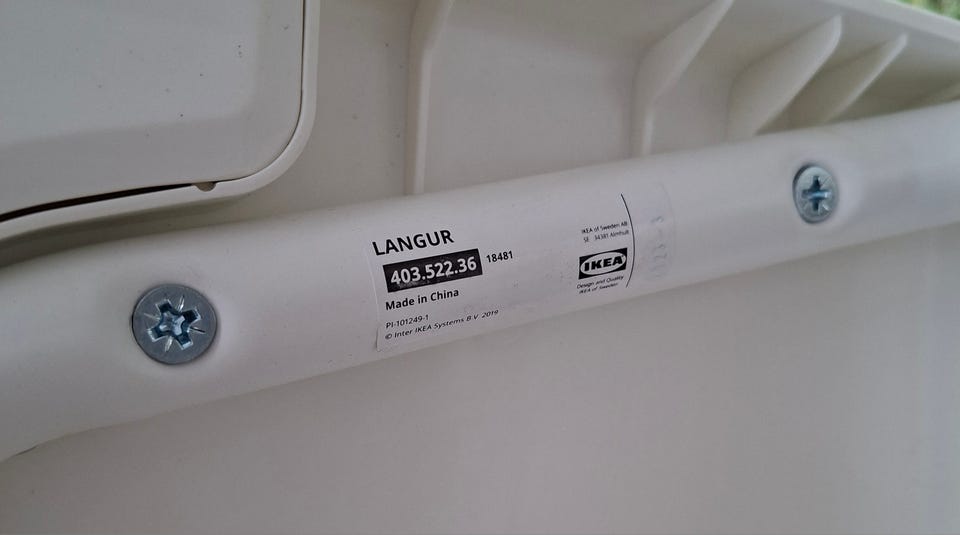 LANGUR
403.522.36 18481
Made in China
PI-101249-1
© Inter IKEA Systems B.V. 2019
IKEA of Sweden AB
SE 34381 Älmhult
IKEA
Design and Quality
IKEA of Sweden